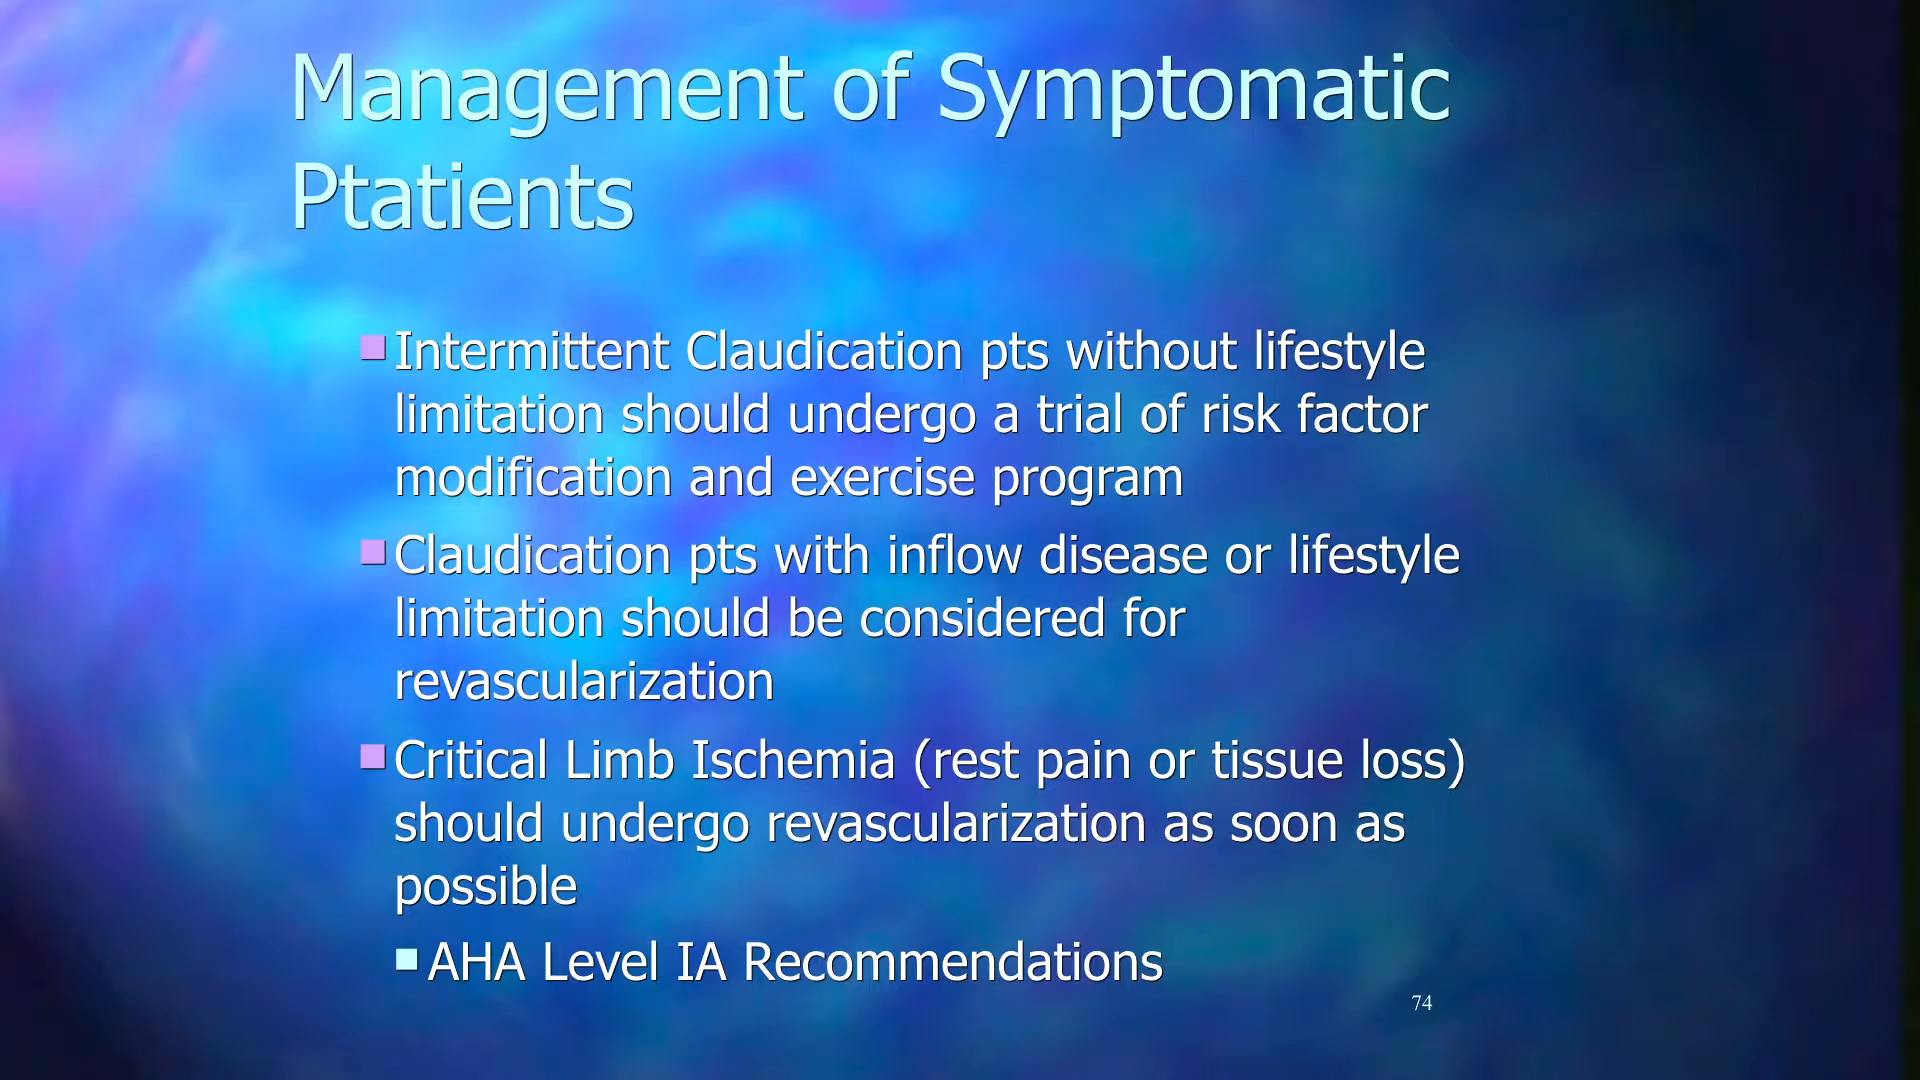 Management of Symptomatic
Ptatients
Intermittent Claudication pts without lifestyle
limitation should undergo a trial of risk factor
modification and exercise program
Claudication pts with inflow disease or lifestyle
limitation should be considered for
revascularization
Critical Limb Ischemia (rest pain or tissue loss)
should undergo revascularization as soon as
possible
AHA Level IA Recommendations
74